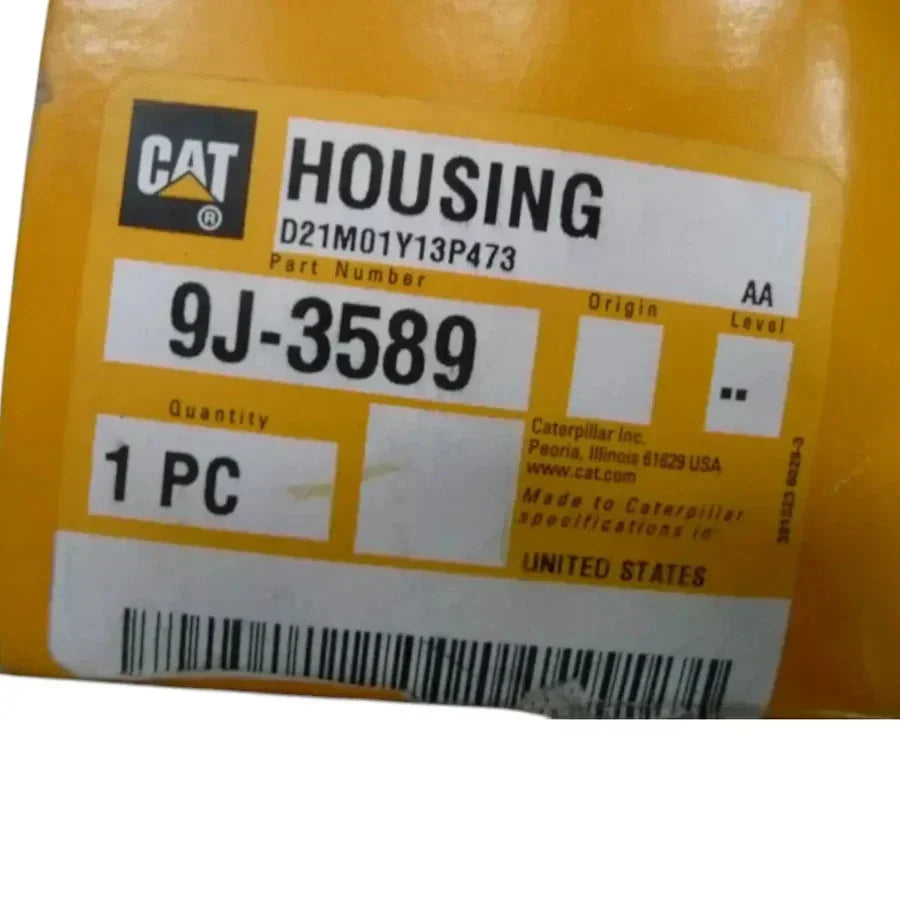 CAT
®
HOUSING
D21M01Y13P473
AA
Part Number
Origin
Level
9J-3589
--
Quantity
1 PC
Caterpillar Inc.
Peoria, Illinois 61629 USA
www.cat.com
Made to Caterpillar
specifications in
UNITED STATES